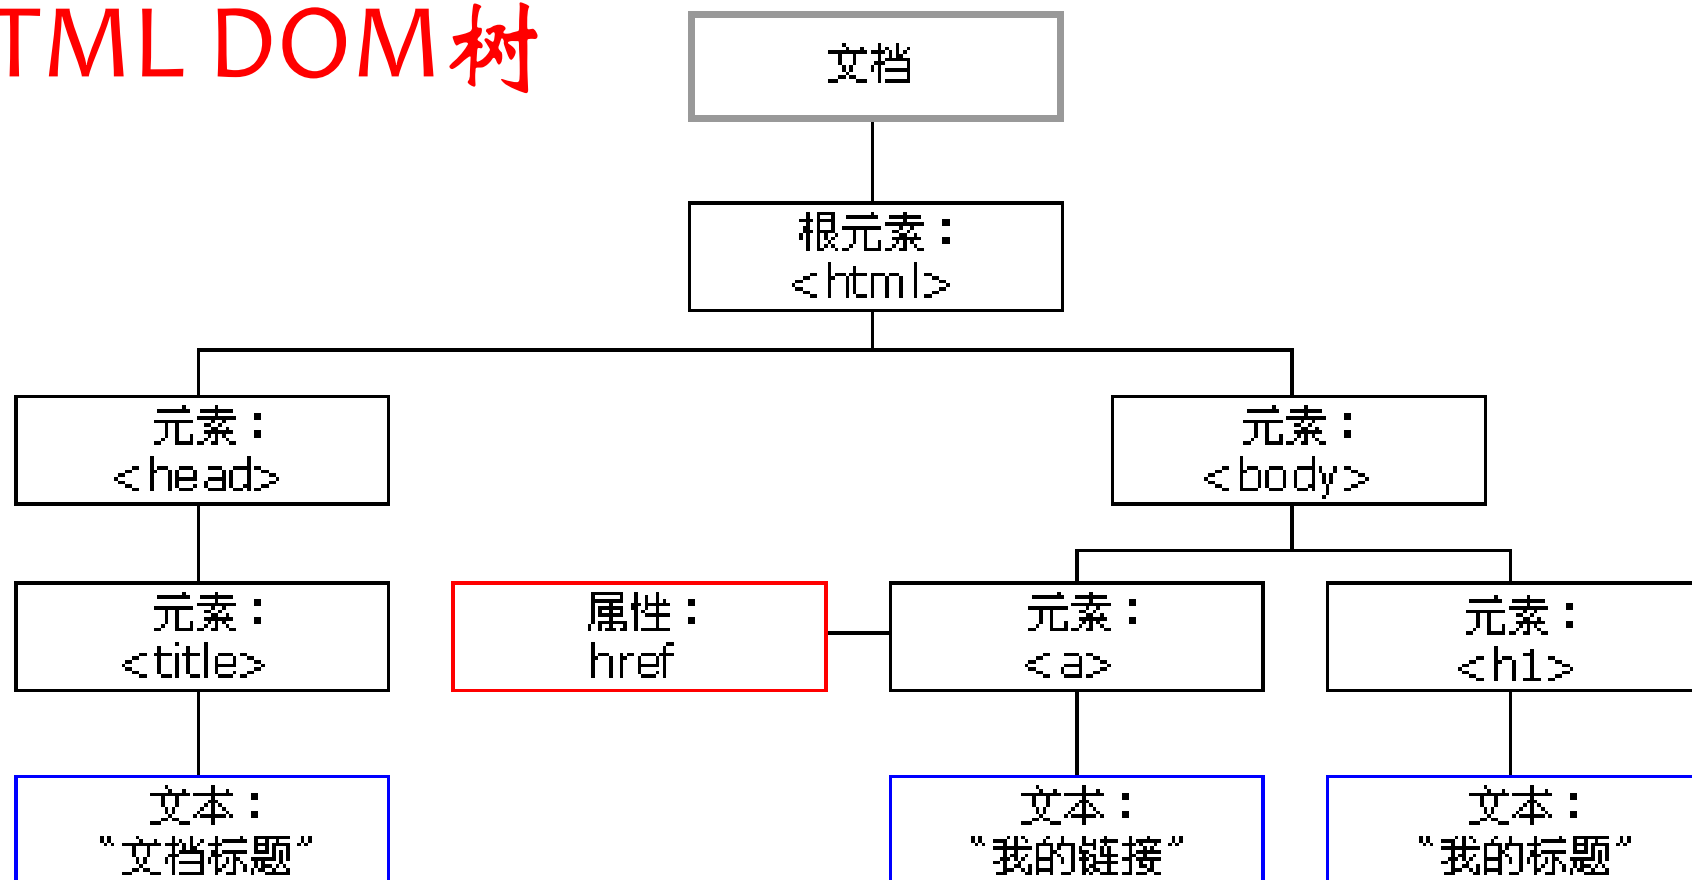 TML DOM树
文档
根元素：
<html>
元素：
<head>
元素：
<body>
元素：
<title>
属性：
href
元素：
<a>
元素：
<h1>
文本：
“文档标题”
文本：
“我的链接”
文本：
“我的标题”